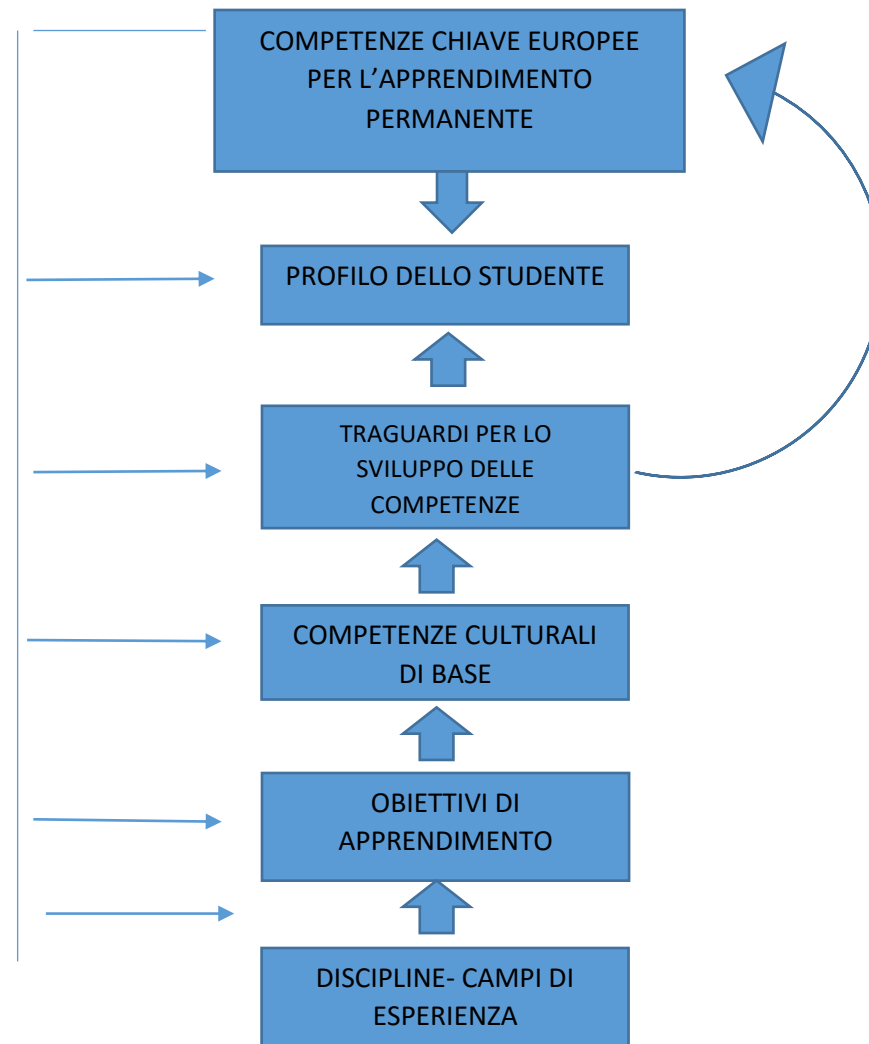 COMPETENZE CHIAVE EUROPEE
PER L’APPRENDIMENTO
PERMANENTE
PROFILO DELLO STUDENTE
TRAGUARDI PER LO
SVILUPPO DELLE
COMPETENZE
COMPETENZE CULTURALI
DI BASE
OBIETTIVI DI
APPRENDIMENTO
DISCIPLINE- CAMPI DI
ESPERIENZA